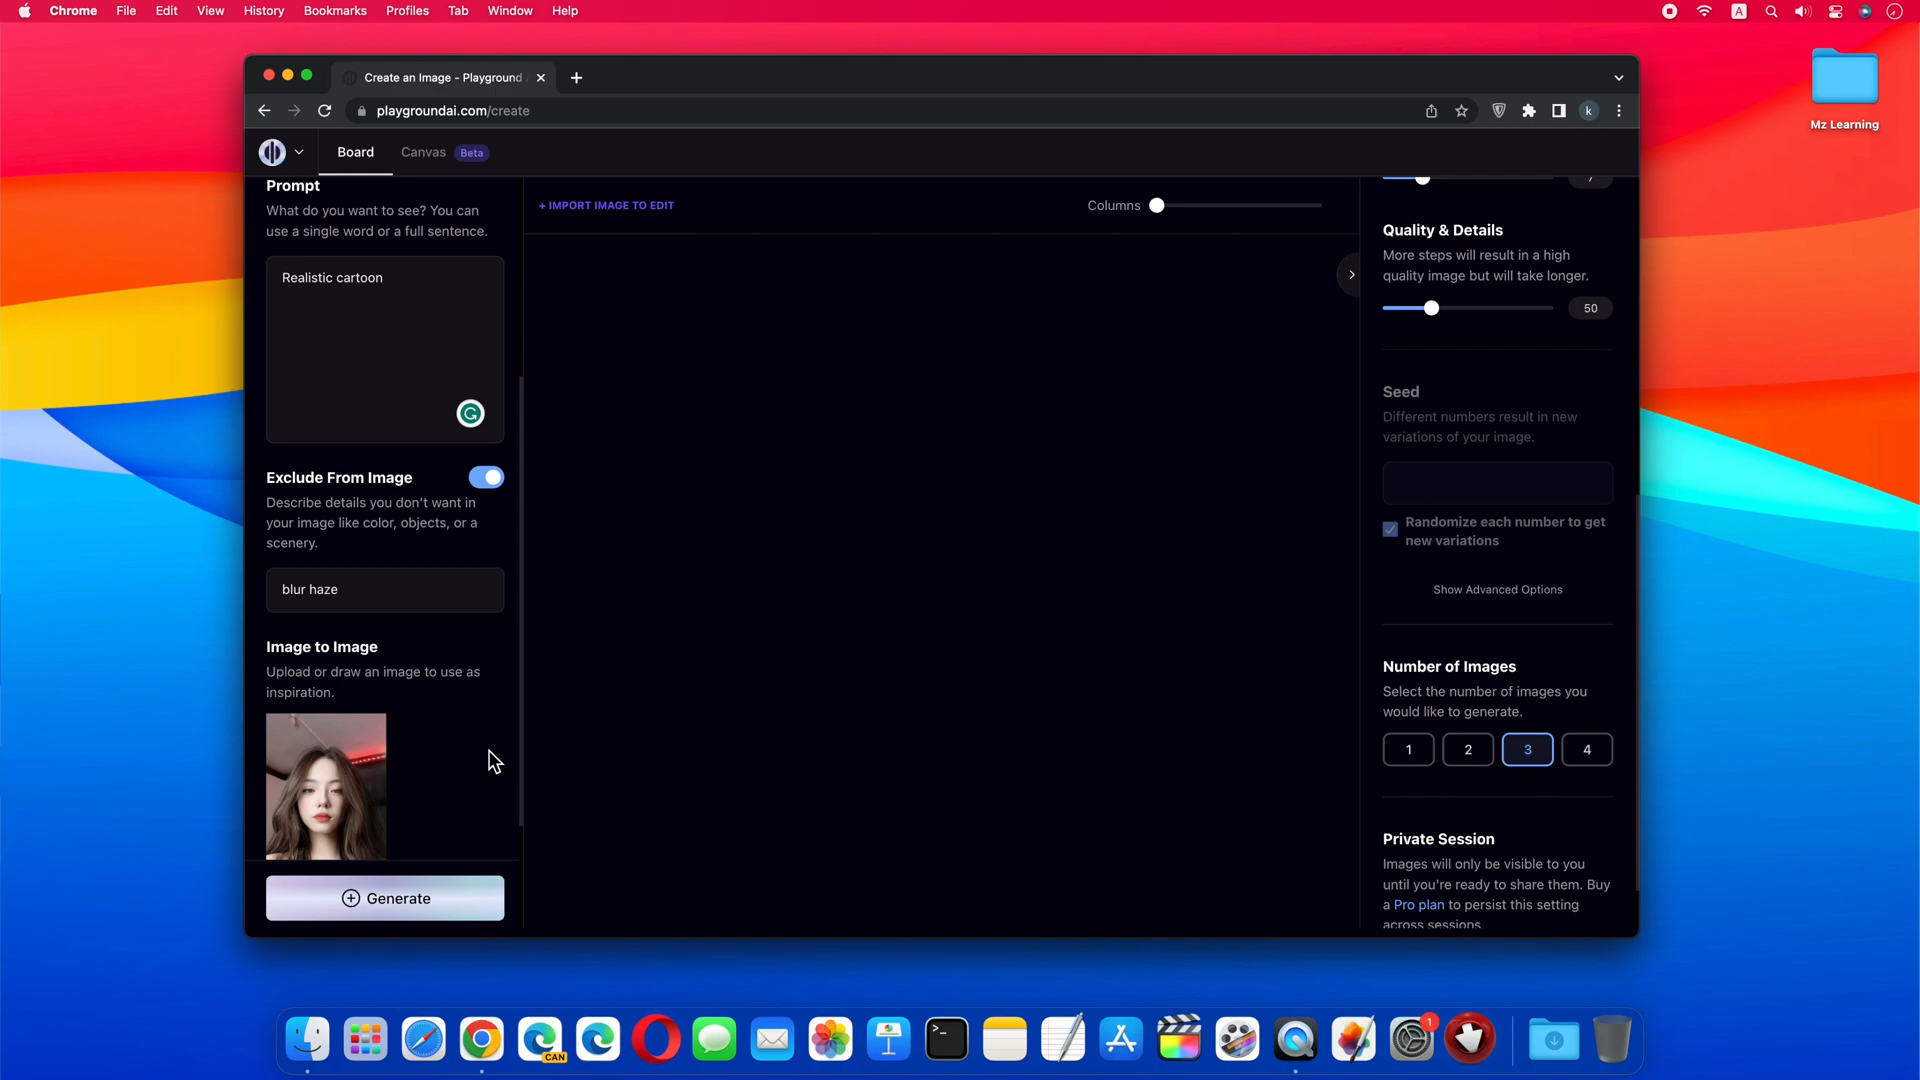 Chrome File Edit View History Bookmarks Profiles Tab Window Help
A
Mz Learning
Create an Image - Playground
playgroundai.com/create
k
Board Canvas Beta
Prompt
What do you want to see? You can
use a single word or a full sentence.
Realistic cartoon
Exclude From Image
Describe details you don't want in
your image like color, objects, or a
scenery.
blur haze
Image to Image
Upload or draw an image to use as
inspiration.
Generate
+ IMPORT IMAGE TO EDIT
Columns
Quality & Details
More steps will result in a high
quality image but will take longer.
50
Seed
Different numbers result in new
variations of your image.
Randomize each number to get
new variations
Show Advanced Options
Number of Images
Select the number of images you
would like to generate.
1 2 3 4
Private Session
Images will only be visible to you
until you're ready to share them. Buy
a Pro plan to persist this setting
across sessions
CAN
1